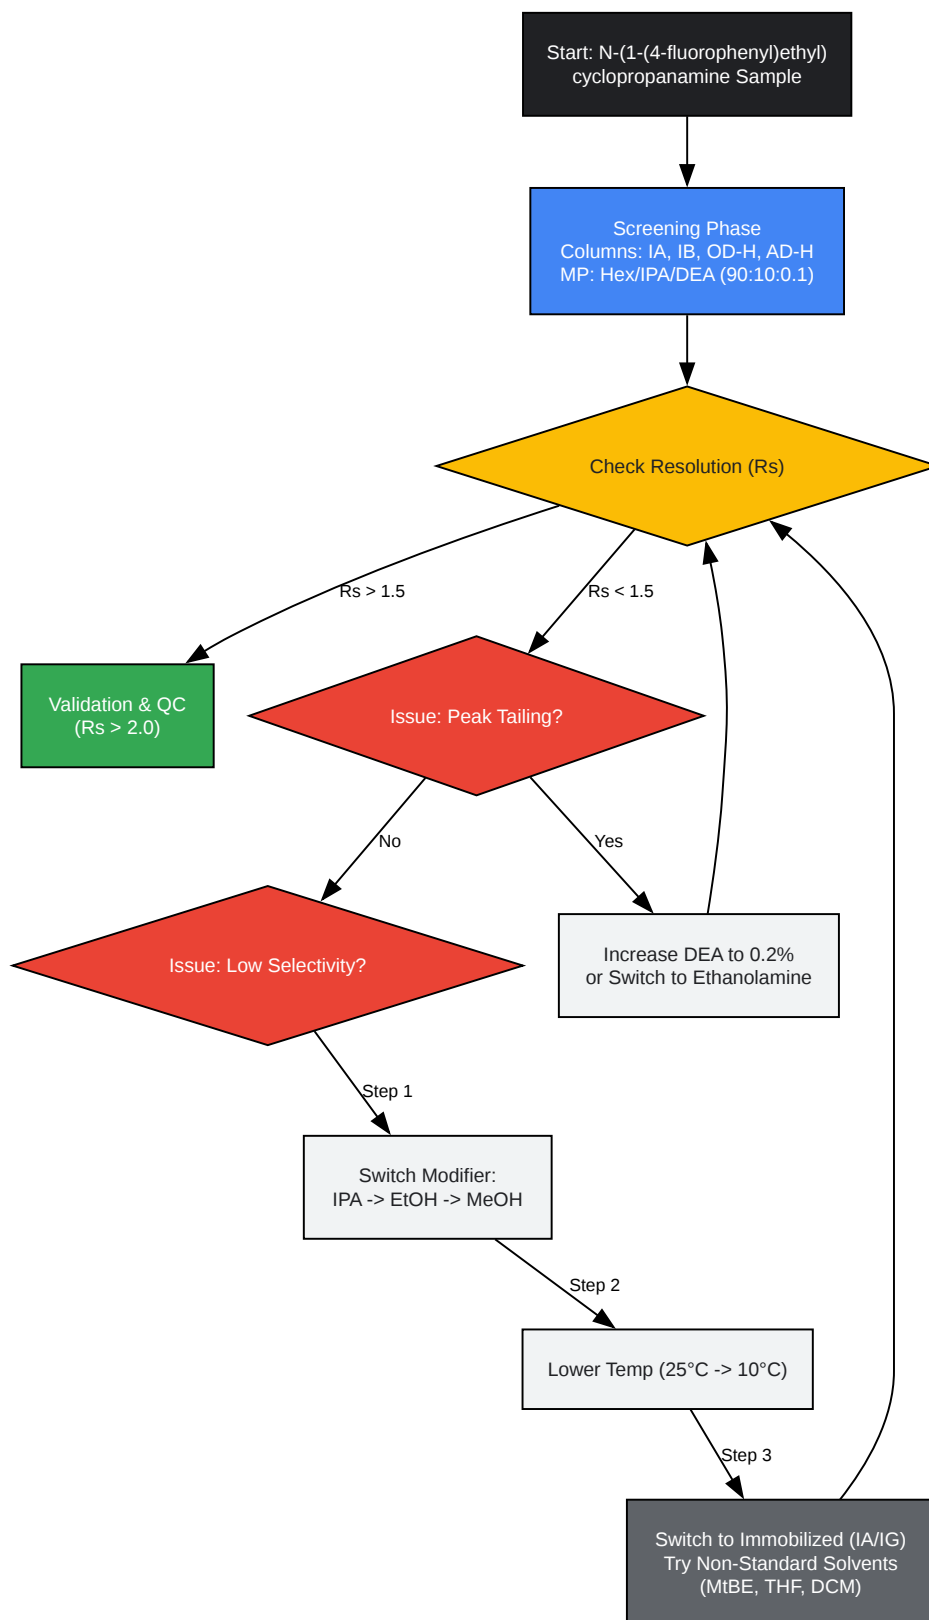 Start: N-(1-(4-fluorophenyl)ethyl)
cyclopropanamine Sample
Screening Phase
Columns: IA, IB, OD-H, AD-H
MP: Hex/IPA/DEA (90:10:0.1)
Check Resolution (Rs)
Rs > 1.5
Rs < 1.5
Validation & QC
(Rs > 2.0)
Issue: Peak Tailing?
No
Yes
Issue: Low Selectivity?
Increase DEA to 0.2%
or Switch to Ethanolamine
Step 1
Switch Modifier:
IPA -> EtOH -> MeOH
Step 2
Lower Temp (25°C -> 10°C)
Step 3
Switch to Immobilized (IA/IG)
Try Non-Standard Solvents
(MtBE, THF, DCM)